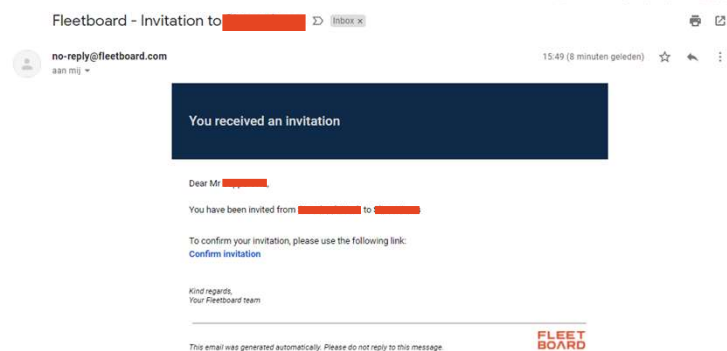 Fleetboard - Invitation to
Inbox x
no-reply@fleetboard.com
15:49 (8 minuten geleden)
aan mij
You received an invitation
Dear Mr
You have been invited from to
To confirm your invitation, please use the following link:
Confirm invitation
Kind regards,
Your Fleetboard team
This email was generated automatically. Please do not reply to this message.
FLEET
BOARD